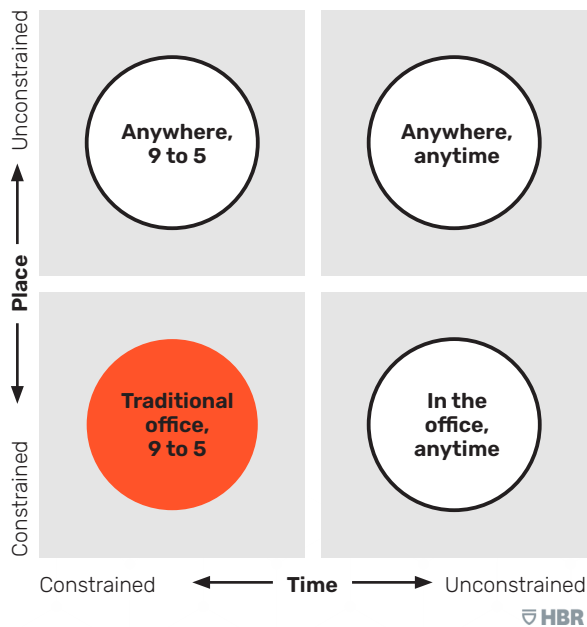 Unconstrained
Place
Constrained
Anywhere,
9 to 5
Anywhere,
anytime
Traditional
office,
9 to 5
In the
office,
anytime
Constrained
Time
Unconstrained
HBR